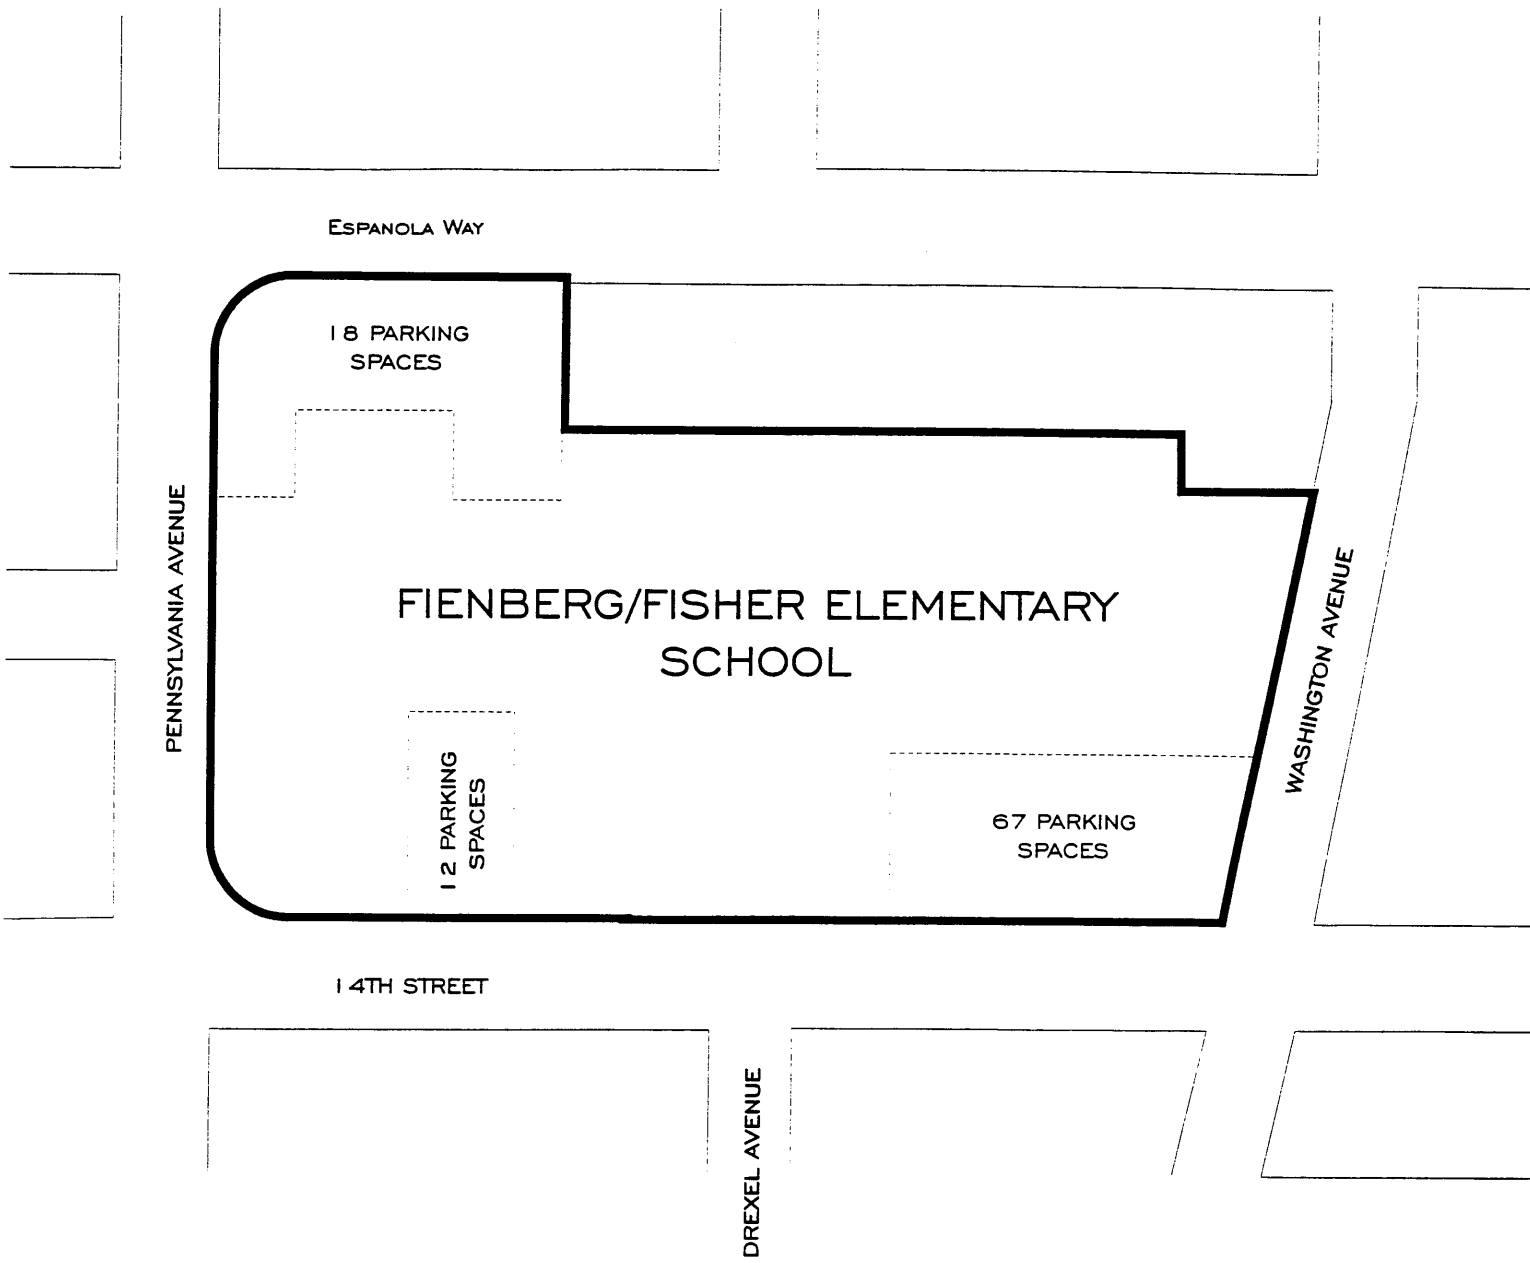 ESPANOLA WAY
18 PARKING
SPACES
PENNSYLVANIA AVENUE
FIENBERG/FISHER ELEMENTARY
SCHOOL
WASHINGTON AVENUE
12 PARKING
SPACES
67 PARKING
SPACES
14TH STREET
DREXEL AVENUE